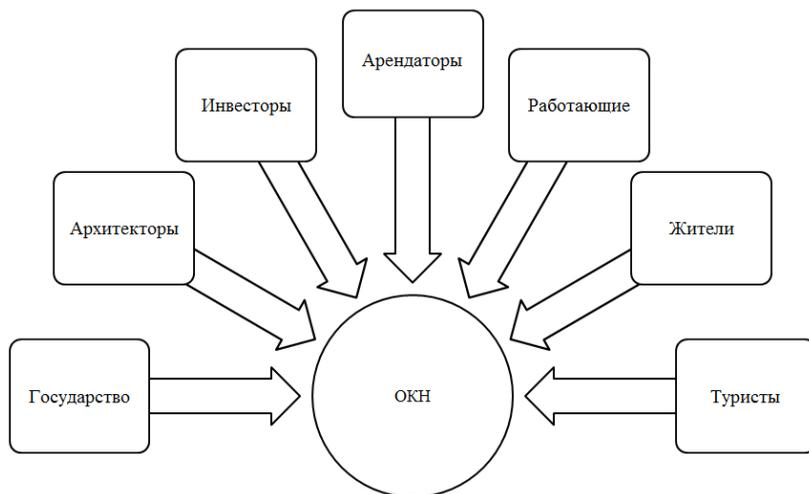 Арендаторы
Инвесторы
Работающие
Архитекторы
Жители
Государство
ОКН
Туристы